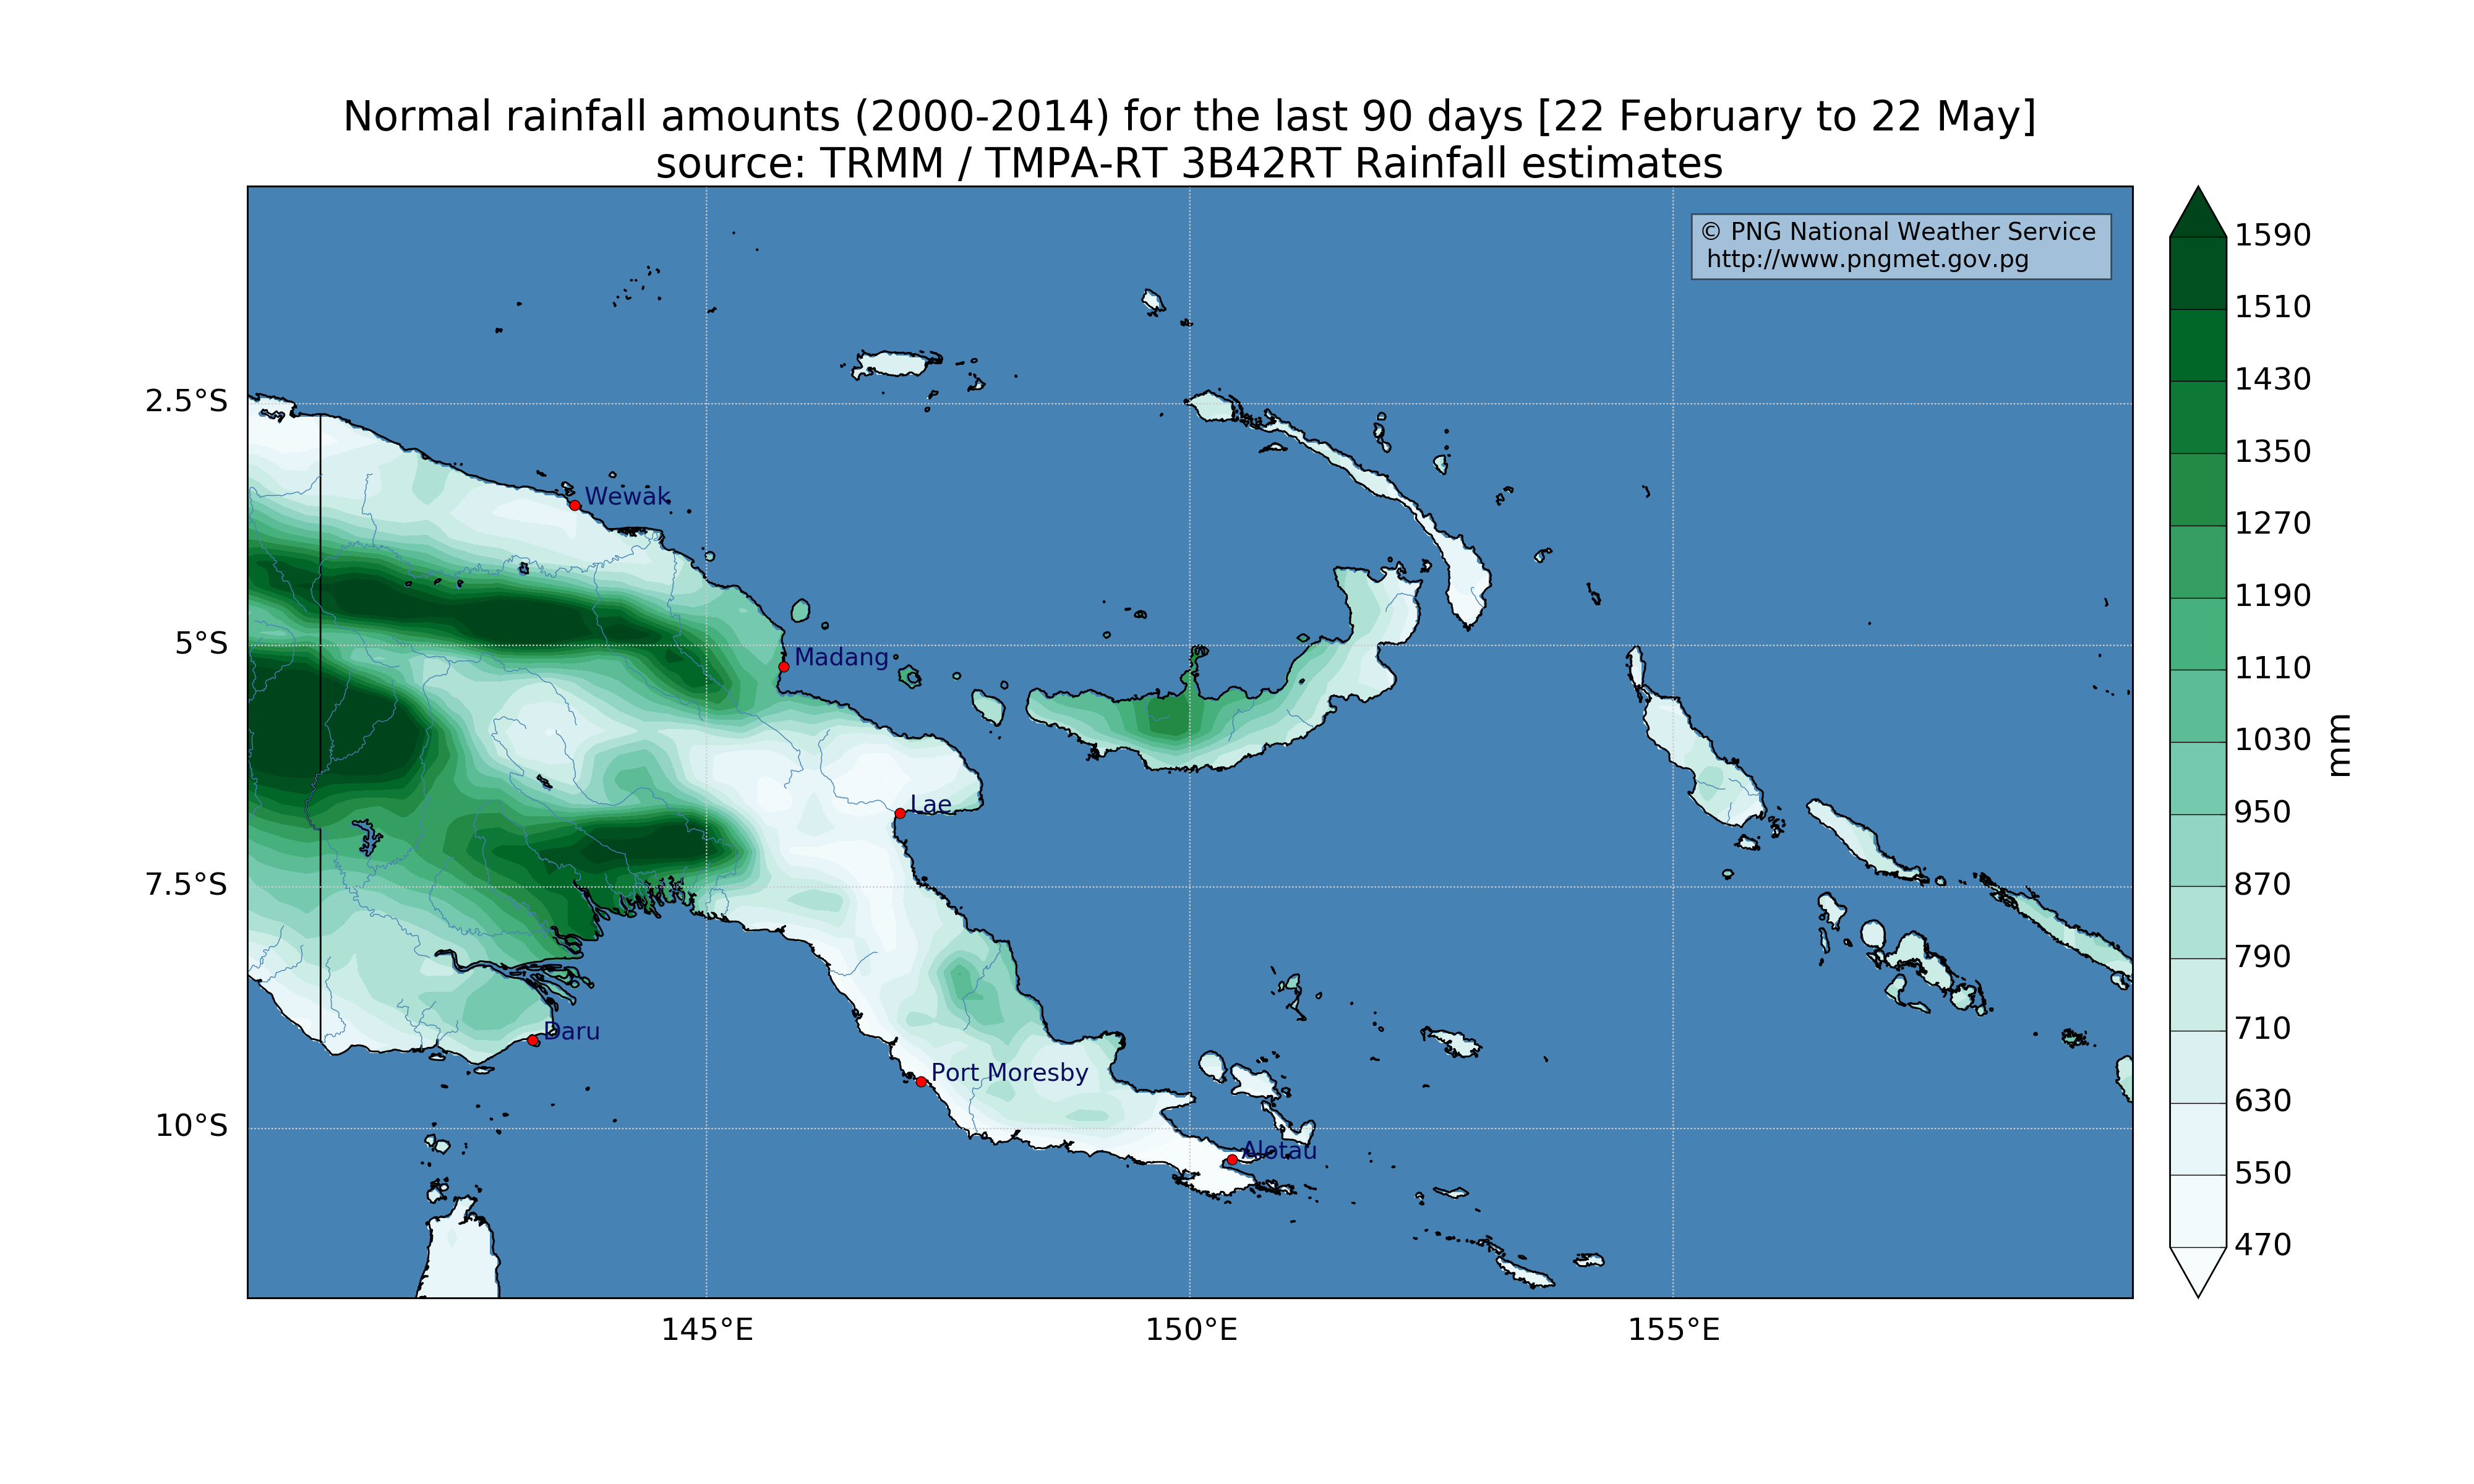 Normal rainfall amounts (2000-2014) for the last 90 days [22 February to 22 May]
source: TRMM / TMPA-RT 3B42RT Rainfall estimates
© PNG National Weather Service
http://www.pngmet.gov.pg
2.5°S
5°S
7.5°S
10°S
145°E
150°E
155°E
Wewak
Madang
Lae
Daru
Port Moresby
Alotau
1590
1510
1430
1350
1270
1190
1110
1030
950
870
790
710
630
550
470
mm